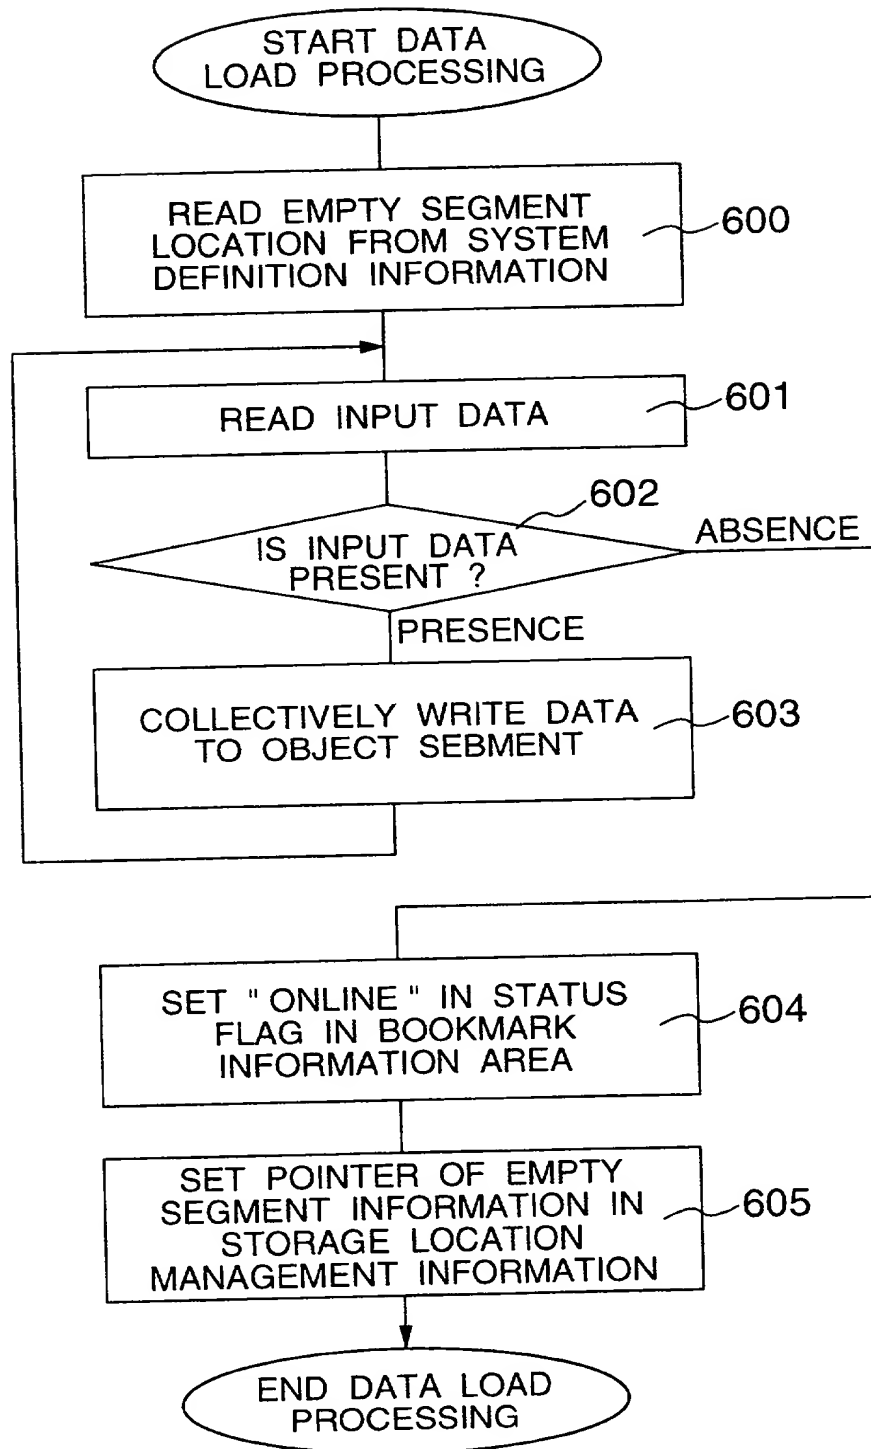 START DATA
LOAD PROCESSING
READ EMPTY SEGMENT
LOCATION FROM SYSTEM
DEFINITION INFORMATION
600
READ INPUT DATA
601
602
IS INPUT DATA
PRESENT ?
ABSENCE
PRESENCE
COLLECTIVELY WRITE DATA
TO OBJECT SEBMENT
603
SET "ONLINE" IN STATUS
FLAG IN BOOKMARK
INFORMATION AREA
604
SET POINTER OF EMPTY
SEGMENT INFORMATION IN
STORAGE LOCATION
MANAGEMENT INFORMATION
605
END DATA LOAD
PROCESSING